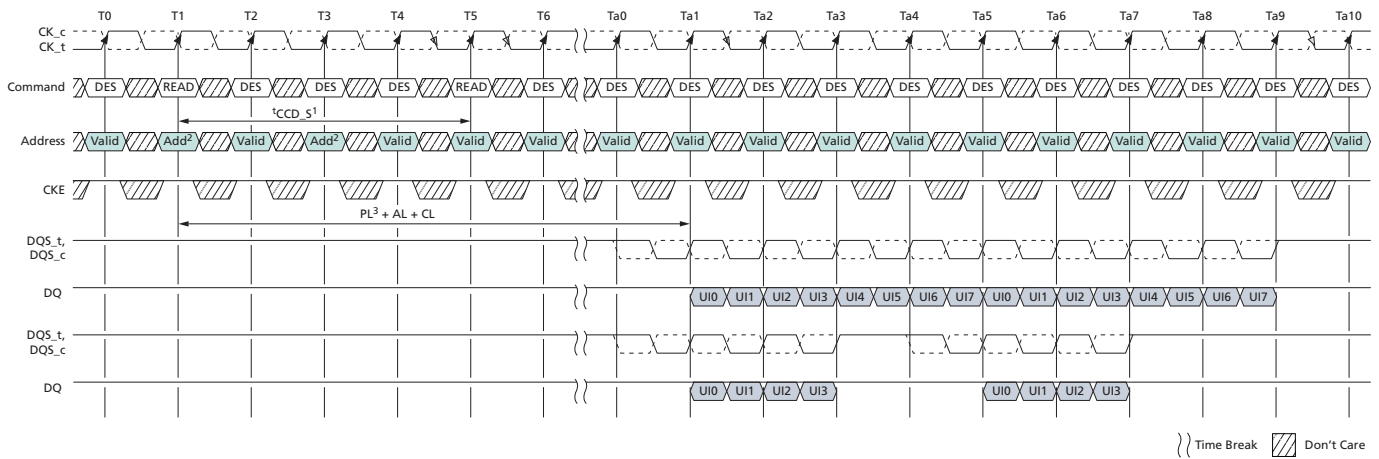 T0 T1 T2 T3 T4 T5 T6 Ta0 Ta1 Ta2 Ta3 Ta4 Ta5 Ta6 Ta7 Ta8 Ta9 Ta10
CK_c
CK_t
Command DES READ DES DES DES READ DES DES DES DES DES DES DES DES DES DES DES DES
tCCD_S1
Address Valid Add2 Valid Add2 Valid Valid Valid Valid Valid Valid Valid Valid Valid Valid Valid Valid Valid Valid
CKE
PL3 + AL + CL
DQS_t,
DQS_c
DQ UI0 UI1 UI2 UI3 UI4 UI5 UI6 UI7 UI0 UI1 UI2 UI3 UI4 UI5 UI6 UI7
DQS_t,
DQS_c
DQ UI0 UI1 UI2 UI3 UI0 UI1 UI2 UI3
Time Break Don't Care